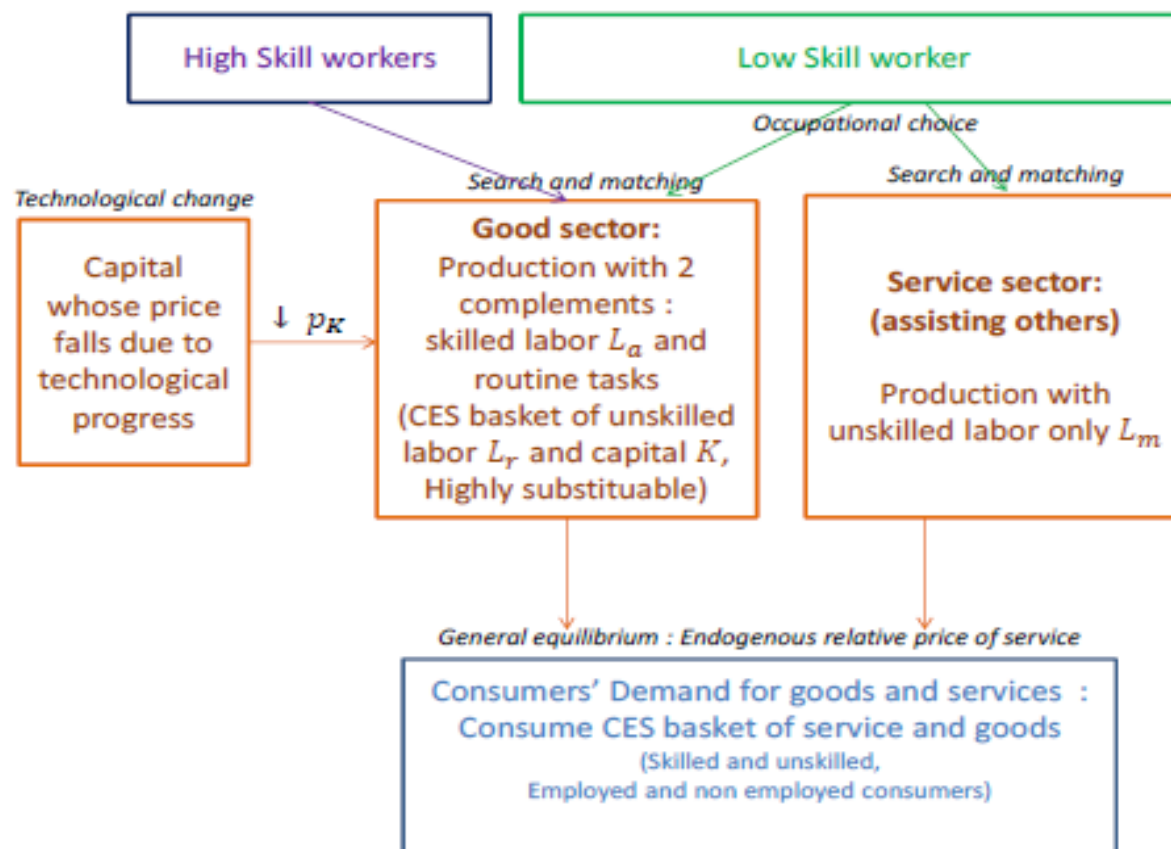 High Skill workers
Low Skill worker
Occupational choice
Search and matching
Search and matching
Technological change
Capital
whose price
falls due to
technological
progress
↓ p_K
Good sector:
Production with 2
complements :
skilled labor L_a and
routine tasks
(CES basket of unskilled
labor L_r and capital K,
Highly substituable)
Service sector:
(assisting others)
Production with
unskilled labor only L_m
General equilibrium : Endogenous relative price of service
Consumers’ Demand for goods and services :
Consume CES basket of service and goods
(Skilled and unskilled,
Employed and non employed consumers)